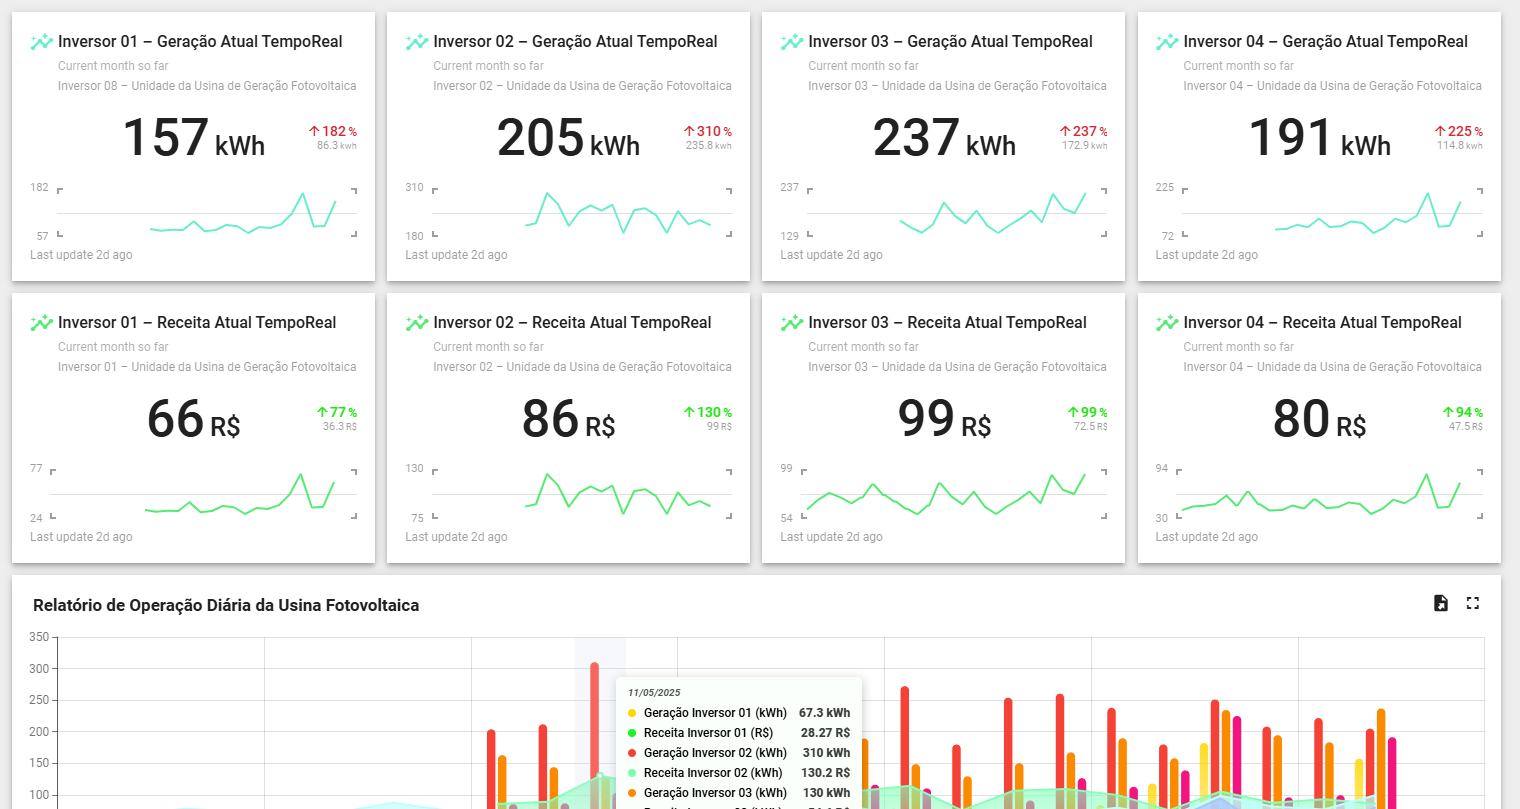 Inversor 01 – Geração Atual TempoReal
Current month so far
Inversor 08 – Unidade da Usina de Geração Fotovoltaica
157 kWh
↑ 182 %
86.3 kwh
182
57
Last update 2d ago
Inversor 02 – Geração Atual TempoReal
Current month so far
Inversor 02 – Unidade da Usina de Geração Fotovoltaica
205 kWh
↑ 310 %
235.8 kwh
310
180
Last update 2d ago
Inversor 03 – Geração Atual TempoReal
Current month so far
Inversor 03 – Unidade da Usina de Geração Fotovoltaica
237 kWh
↑ 237 %
172.9 kwh
237
129
Last update 2d ago
Inversor 04 – Geração Atual TempoReal
Current month so far
Inversor 04 – Unidade da Usina de Geração Fotovoltaica
191 kWh
↑ 225 %
114.8 kwh
225
72
Last update 2d ago
Inversor 01 – Receita Atual TempoReal
Current month so far
Inversor 01 – Unidade da Usina de Geração Fotovoltaica
66 R$
↑ 77 %
36.3 R$
77
24
Last update 2d ago
Inversor 02 – Receita Atual TempoReal
Current month so far
Inversor 02 – Unidade da Usina de Geração Fotovoltaica
86 R$
↑ 130 %
99 R$
130
75
Last update 2d ago
Inversor 03 – Receita Atual TempoReal
Current month so far
Inversor 03 – Unidade da Usina de Geração Fotovoltaica
99 R$
↑ 99 %
72.5 R$
99
54
Last update 2d ago
Inversor 04 – Receita Atual TempoReal
Current month so far
Inversor 04 – Unidade da Usina de Geração Fotovoltaica
80 R$
↑ 94 %
47.5 R$
94
30
Last update 2d ago
Relatório de Operação Diária da Usina Fotovoltaica
350
300
250
200
150
100
11/05/2025
Geração Inversor 01 (kWh) 67.3 kWh
Receita Inversor 01 (R$) 28.27 R$
Geração Inversor 02 (kWh) 310 kWh
Receita Inversor 02 (kWh) 130.2 R$
Geração Inversor 03 (kWh) 130 kWh